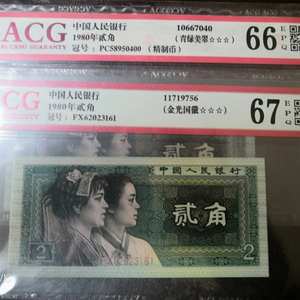 ACG
中国人民银行
1980年贰角
冠号：PC58950400
10667040
（青緑美翠☆☆☆）
（精制币）
66 EPQ
ACG
中国人民银行
1980年贰角
冠号：FX62023161
11719756
（金光国徽☆☆☆）
67 EPQ
中国人民银行
贰角
FX62023161
2
2